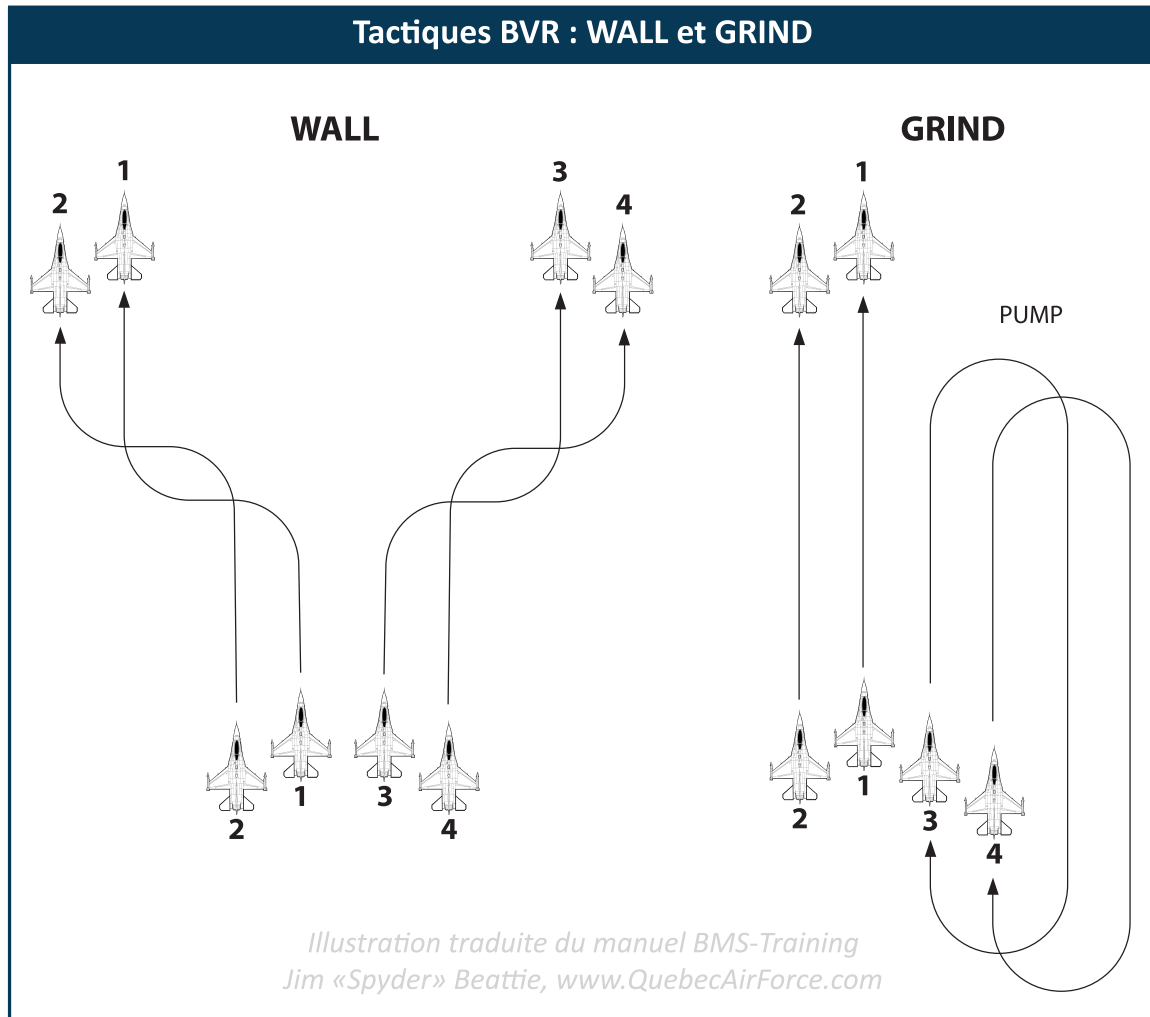 Tactiques BVR : WALL et GRIND
WALL
1
2
3
4
2
1
3
4
GRIND
1
2
PUMP
2
1
3
4
Illustration traduite du manuel BMS-Training
Jim «Spyder» Beattie, www.QuebecAirForce.com